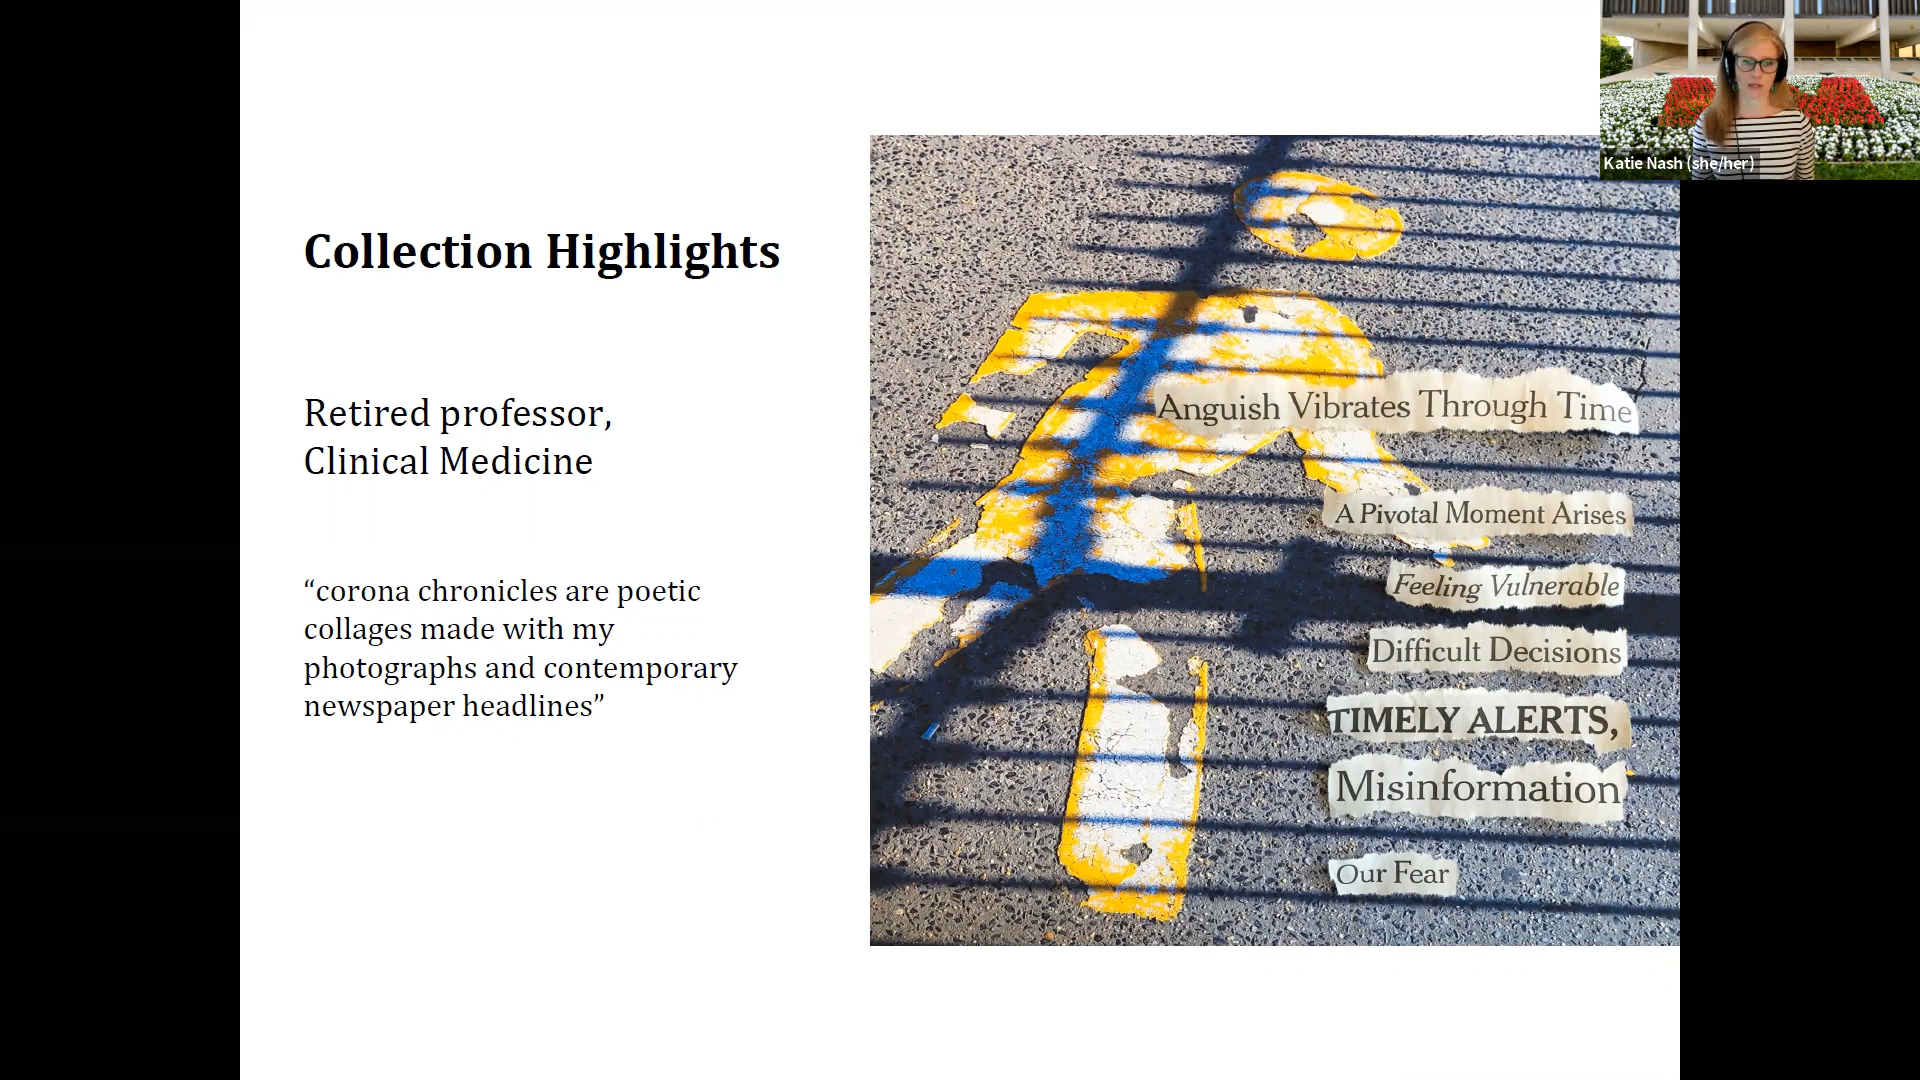 Collection Highlights
Retired professor,
Clinical Medicine
“corona chronicles are poetic
collages made with my
photographs and contemporary
newspaper headlines”
Anguish Vibrates Through Time
A Pivotal Moment Arises
Feeling Vulnerable
Difficult Decisions
TIMELY ALERTS,
Misinformation
Our Fear
Katie Nash (she/her)